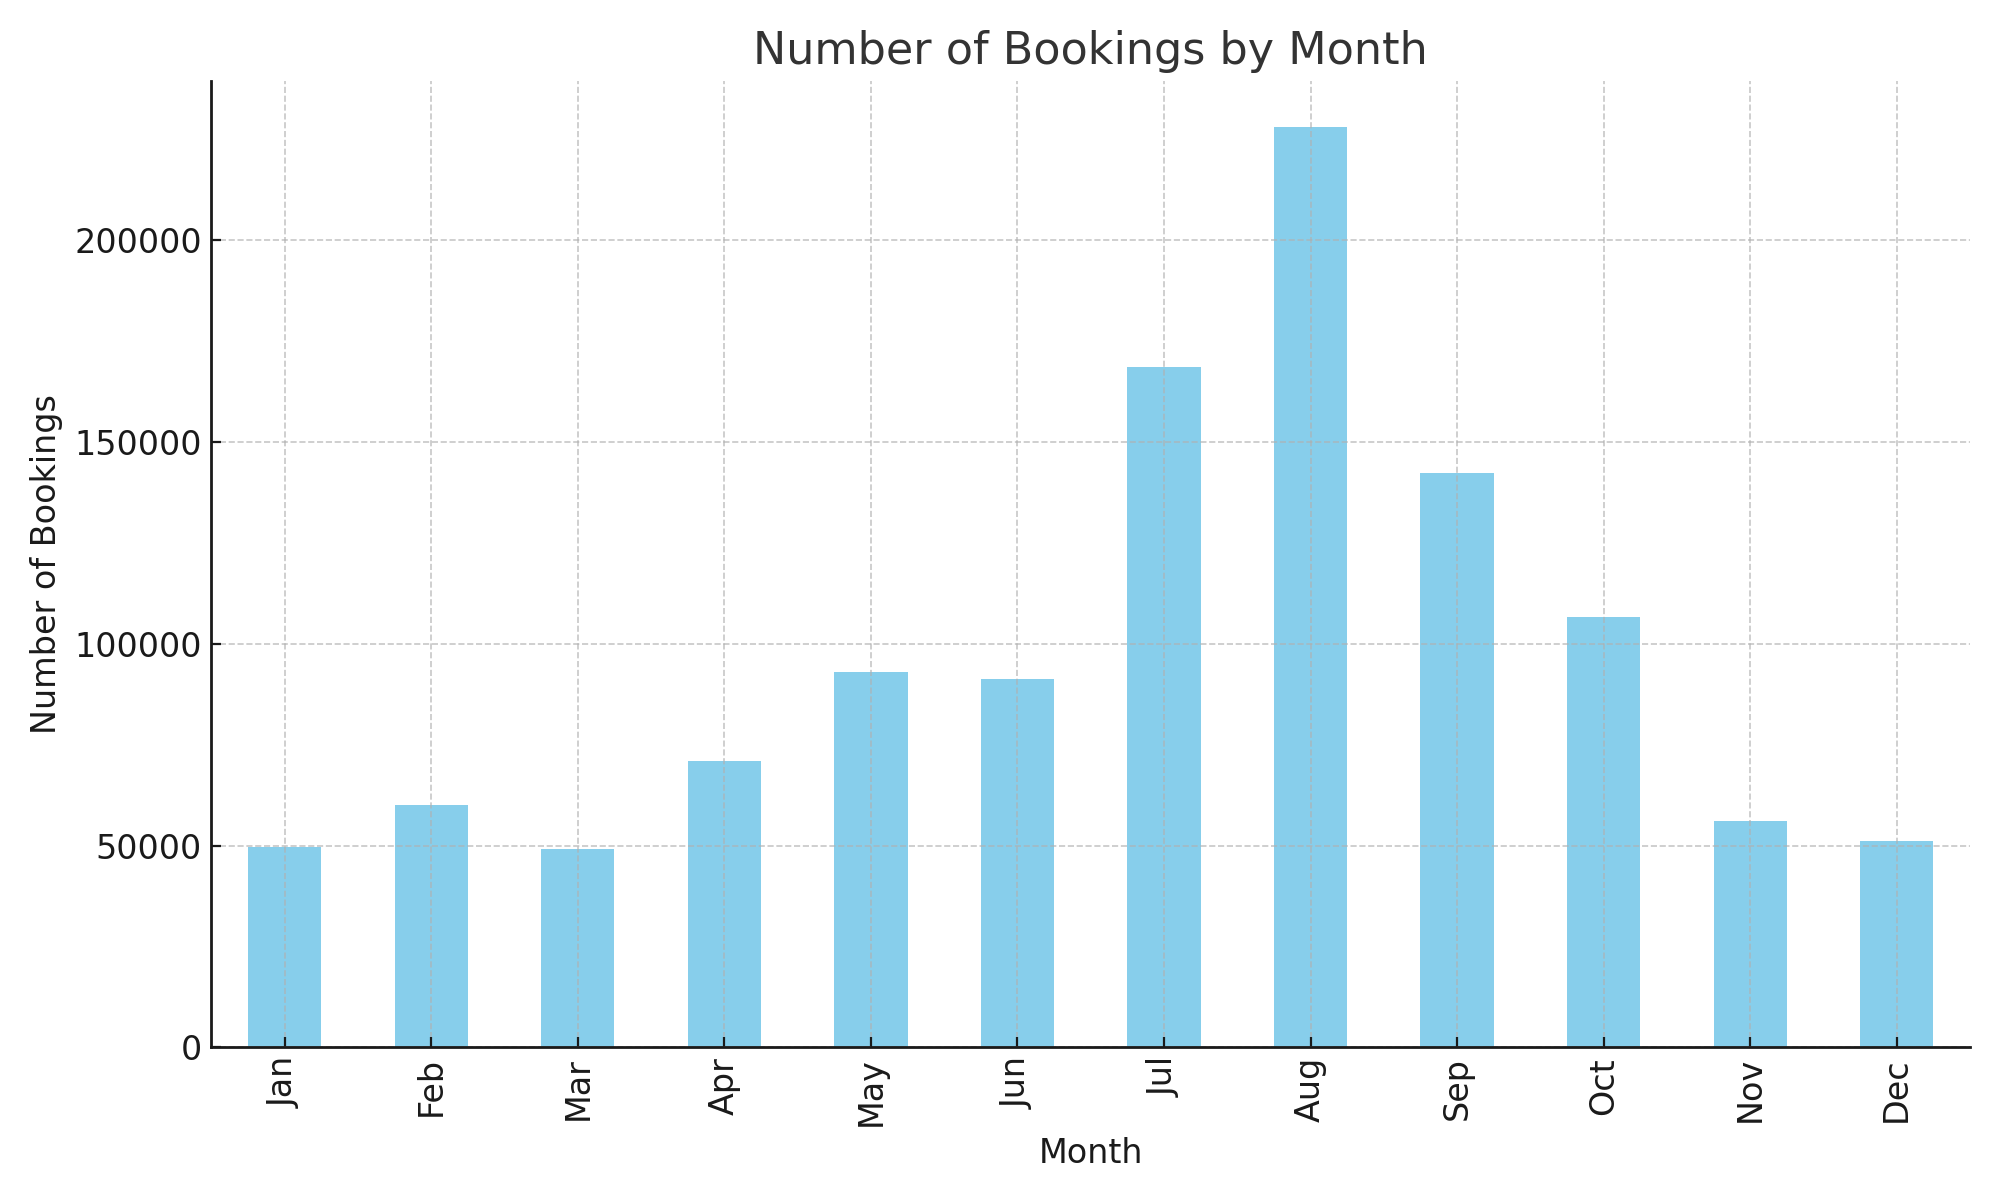 Number of Bookings by Month
Number of Bookings
200000
150000
100000
50000
0
Jan
Feb
Mar
Apr
May
Jun
Jul
Aug
Sep
Oct
Nov
Dec
Month